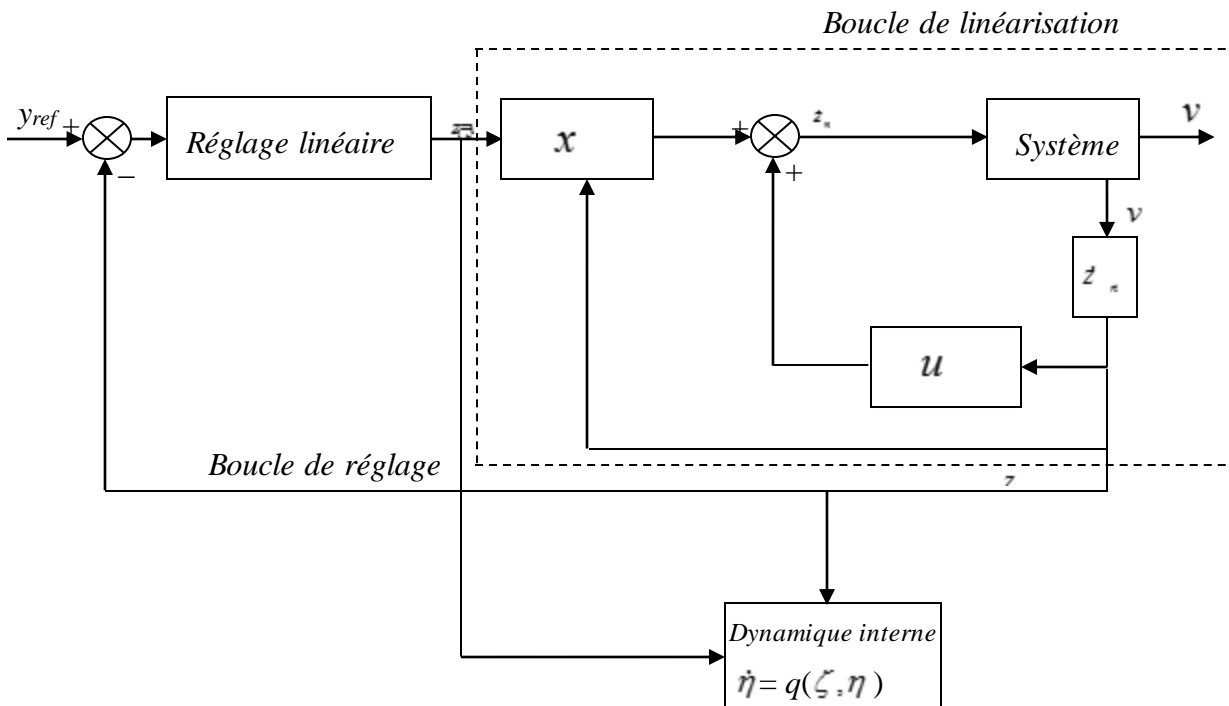 Boucle de linéarisation
yref
+
−
Réglage linéaire
x
+
+
ż n
Système
v
v
ż n
u
Boucle de réglage
z
Dynamique interne
η̇ = q(ζ, η)